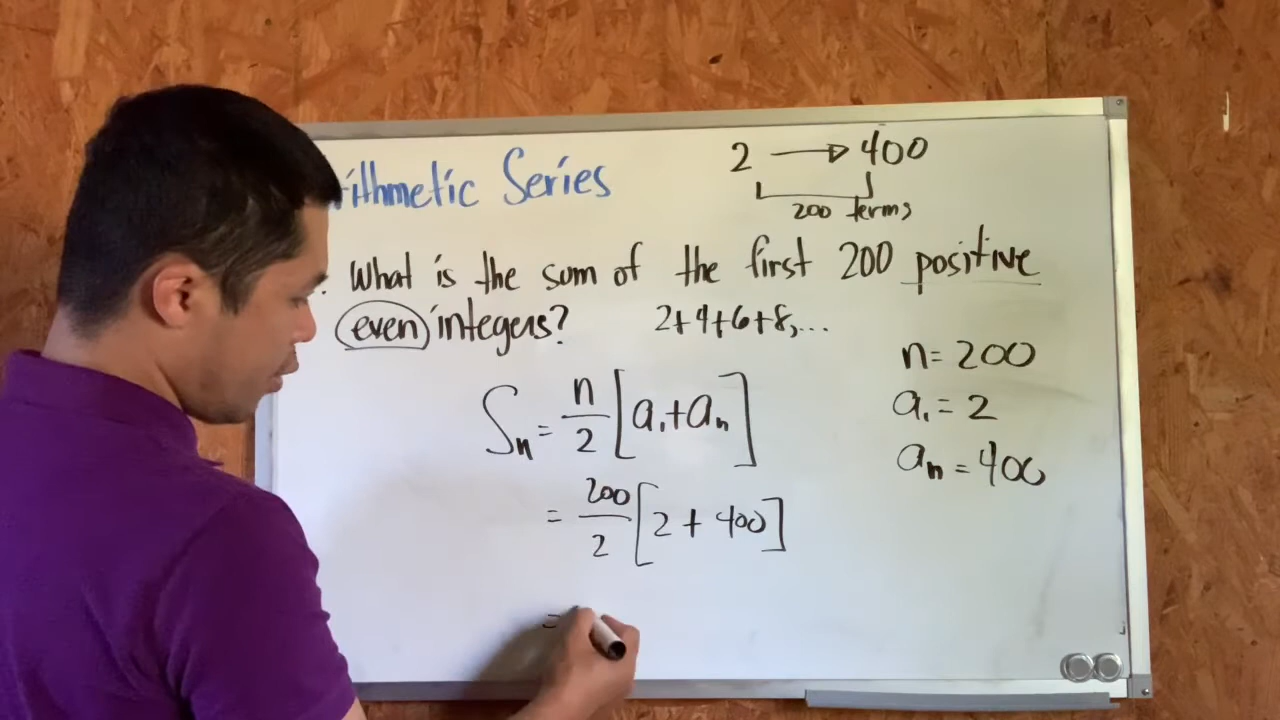 rithmetic Series
2 → 400
200 terms
. What is the sum of the first 200 positive
even integers? 2+4+6+8,...
n = 200
a₁ = 2
aₙ = 400
Sₙ = n/2 [a₁+aₙ]
= 200/2 [2 + 400]
=